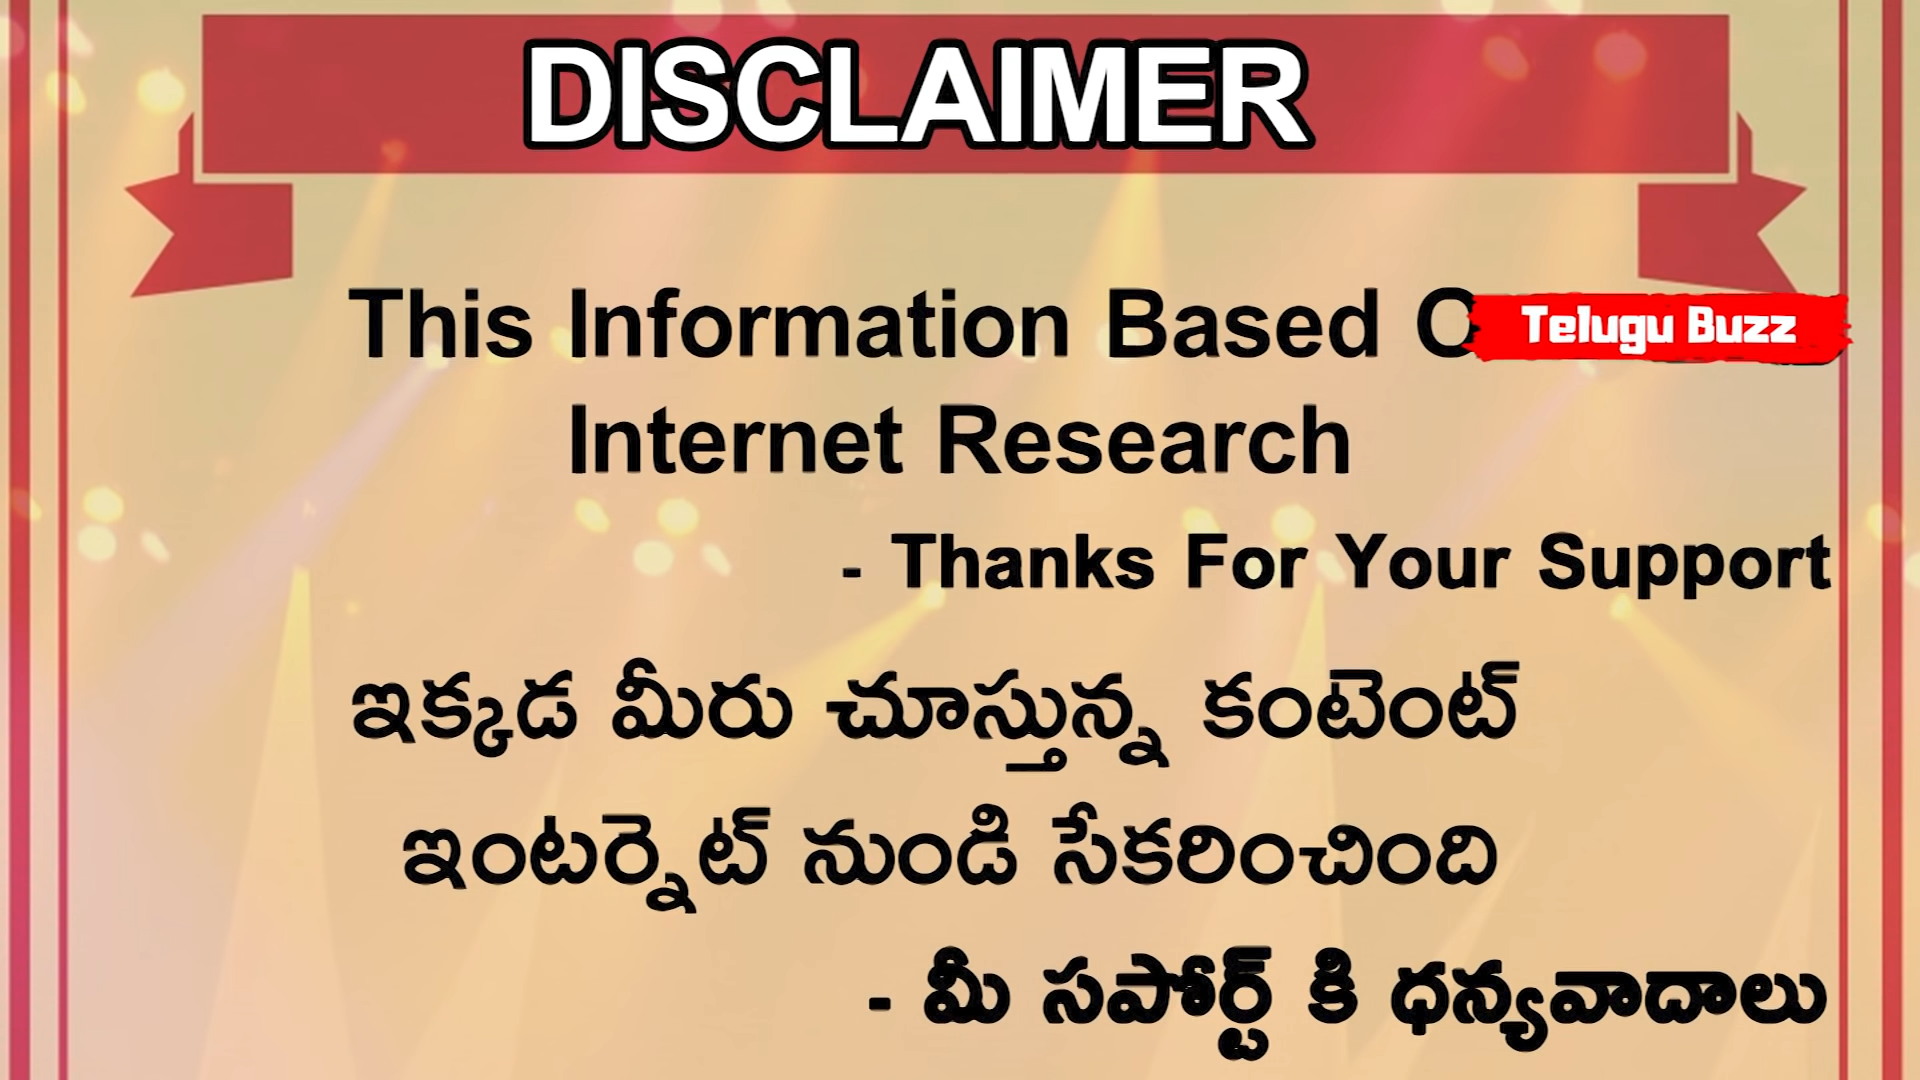 DISCLAIMER
This Information Based
Telugu Buzz
Internet Research
- Thanks For Your Support
ఇక్కడ మీరు చూస్తున్న కంటెంట్
ఇంటర్నెట్ నుండి సేకరించింది
- మీ సపోర్ట్ కి ధన్యవాదాలు